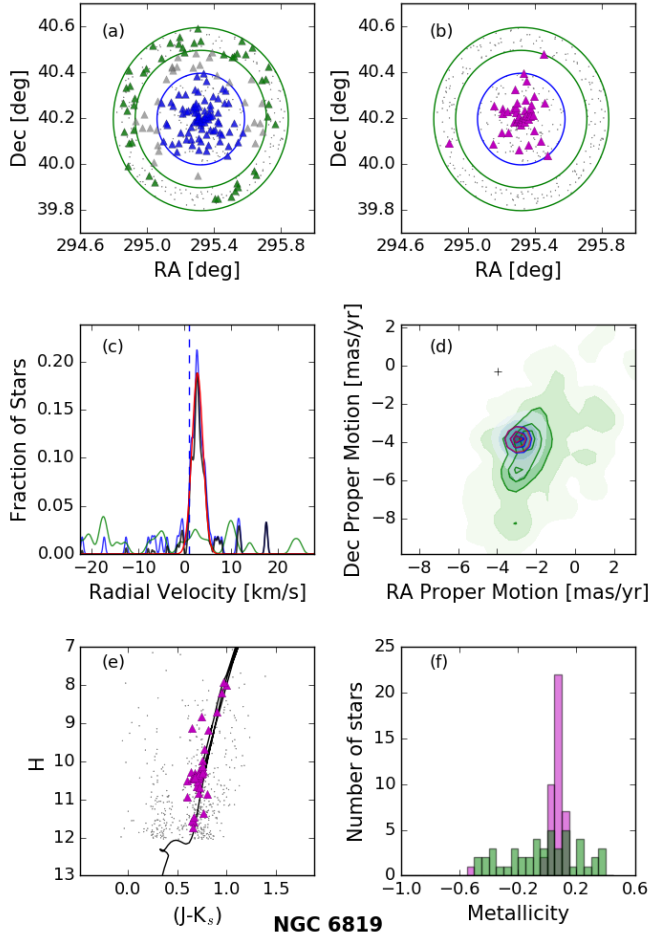 (a)
40.6
40.4
40.2
40.0
39.8
Dec [deg]
294.6 295.0 295.4 295.8
RA [deg]
(b)
40.6
40.4
40.2
40.0
39.8
Dec [deg]
294.6 295.0 295.4 295.8
RA [deg]
(c)
0.20
0.15
0.10
0.05
0.00
Fraction of Stars
−20 −10 0 10 20
Radial Velocity [km/s]
(d)
2
0
−2
−4
−6
−8
Dec Proper Motion [mas/yr]
−8 −6 −4 −2 0 2
RA Proper Motion [mas/yr]
(e)
7
8
9
10
11
12
13
H
0.0 0.5 1.0 1.5
(J-Ks)
(f)
25
20
15
10
5
0
Number of stars
−1.0 −0.6 −0.2 0.2 0.6
Metallicity
NGC 6819